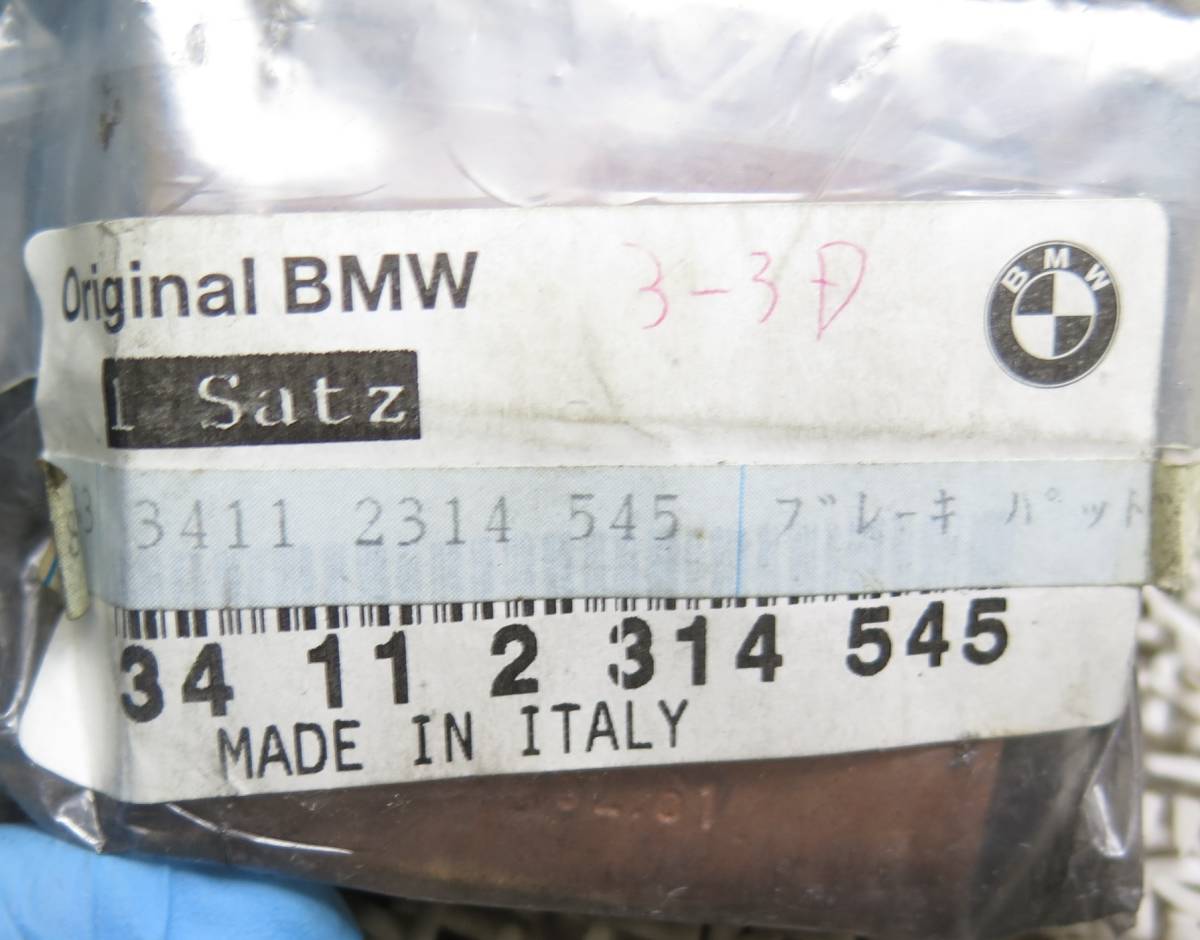 Original BMW 3-3D
BMW
1 Satz
3411 2314 545 ブレーキ パット
34 11 2 314 545
MADE IN ITALY